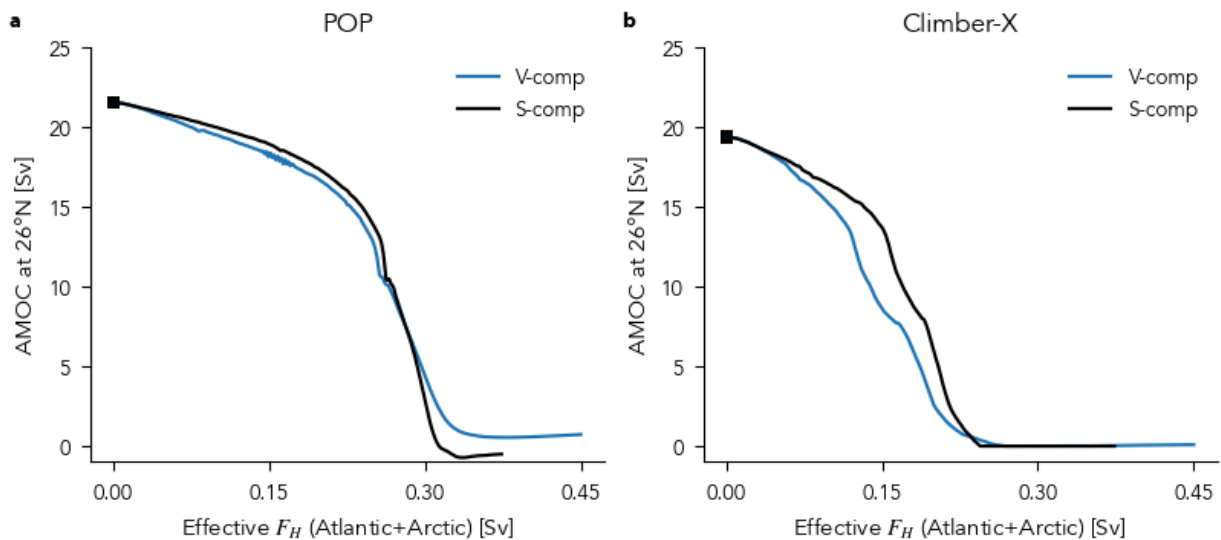 a
POP
25
20
15
10
5
0
AMOC at 26°N [Sv]
V-comp
S-comp
0.00 0.15 0.30 0.45
Effective F_H (Atlantic+Arctic) [Sv]
b
Climber-X
25
20
15
10
5
0
AMOC at 26°N [Sv]
V-comp
S-comp
0.00 0.15 0.30 0.45
Effective F_H (Atlantic+Arctic) [Sv]